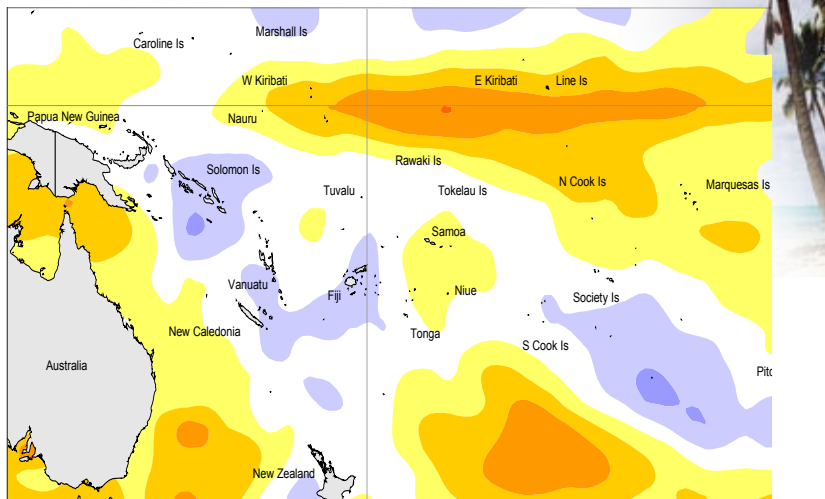 Marshall Is
Caroline Is
W Kiribati
E Kiribati
Line Is
Papua New Guinea
Nauru
Rawaki Is
Solomon Is
N Cook Is
Tuvalu
Tokelau Is
Marquesas Is
Samoa
Vanuatu
Fiji
Niue
Society Is
New Caledonia
Tonga
S Cook Is
Australia
Pitc
New Zealand